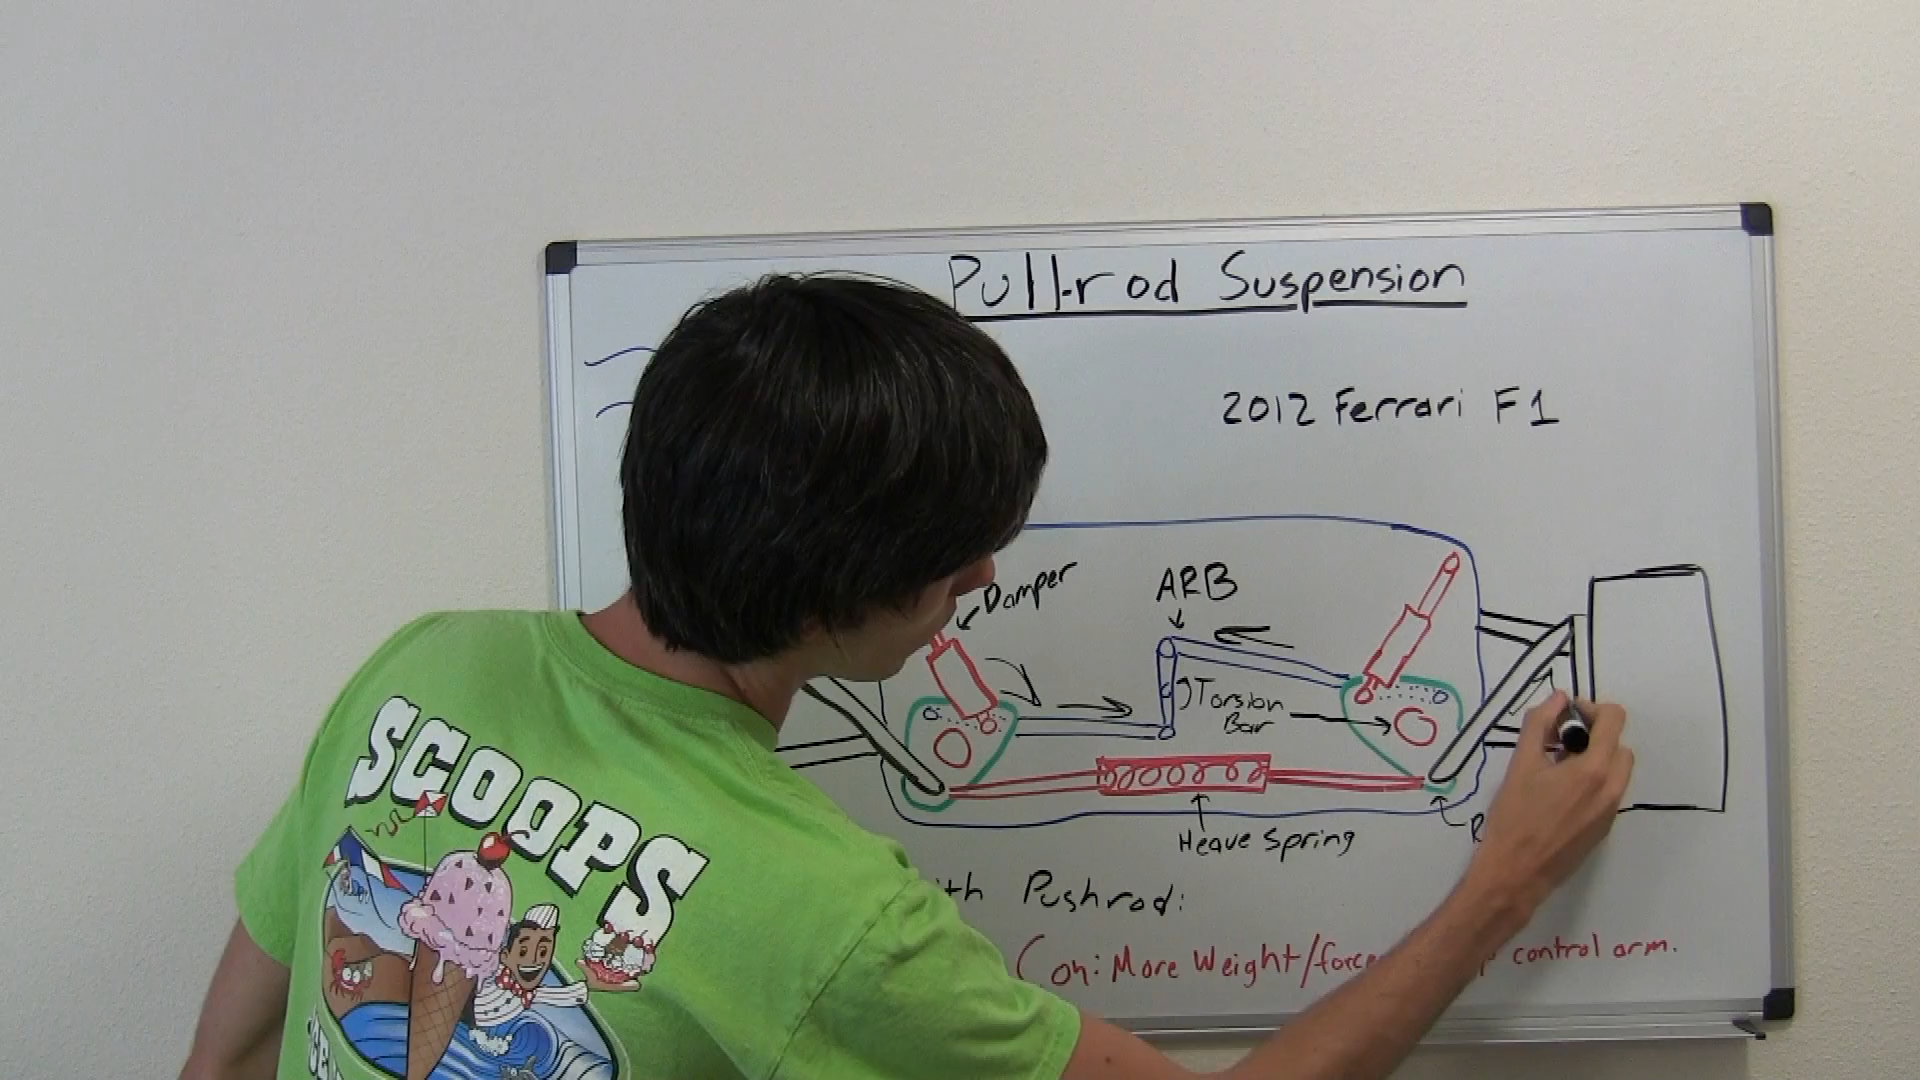 Pull-rod Suspension
2012 Ferrari F1
Damper
ARB
Torsion
Bar
Heave Spring
Pushrod:
Con: More Weight/force control arm.
SCOOPS